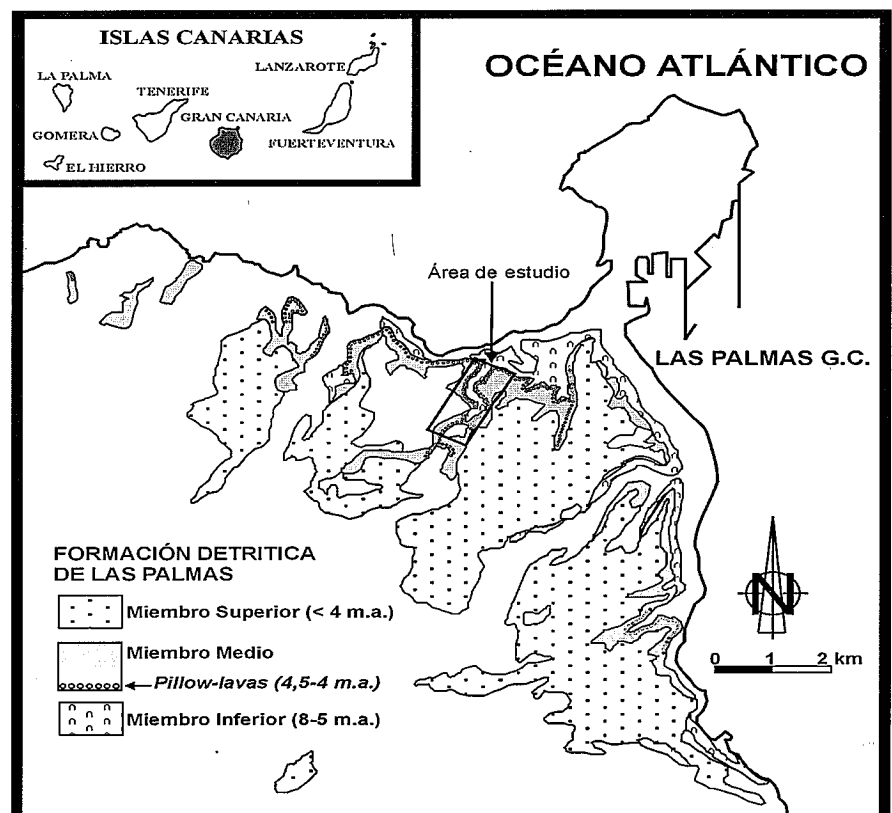 ISLAS CANARIAS
LANZAROTE
LA PALMA
TENERIFE
GRAN CANARIA
GOMERA
FUERTEVENTURA
EL HIERRO
OCÉANO ATLÁNTICO
Área de estudio
LAS PALMAS G.C.
FORMACIÓN DETRITICA
DE LAS PALMAS
Miembro Superior (< 4 m.a.)
Miembro Medio
Pillow-lavas (4,5-4 m.a.)
Miembro Inferior (8-5 m.a.)
N
0 1 2 km